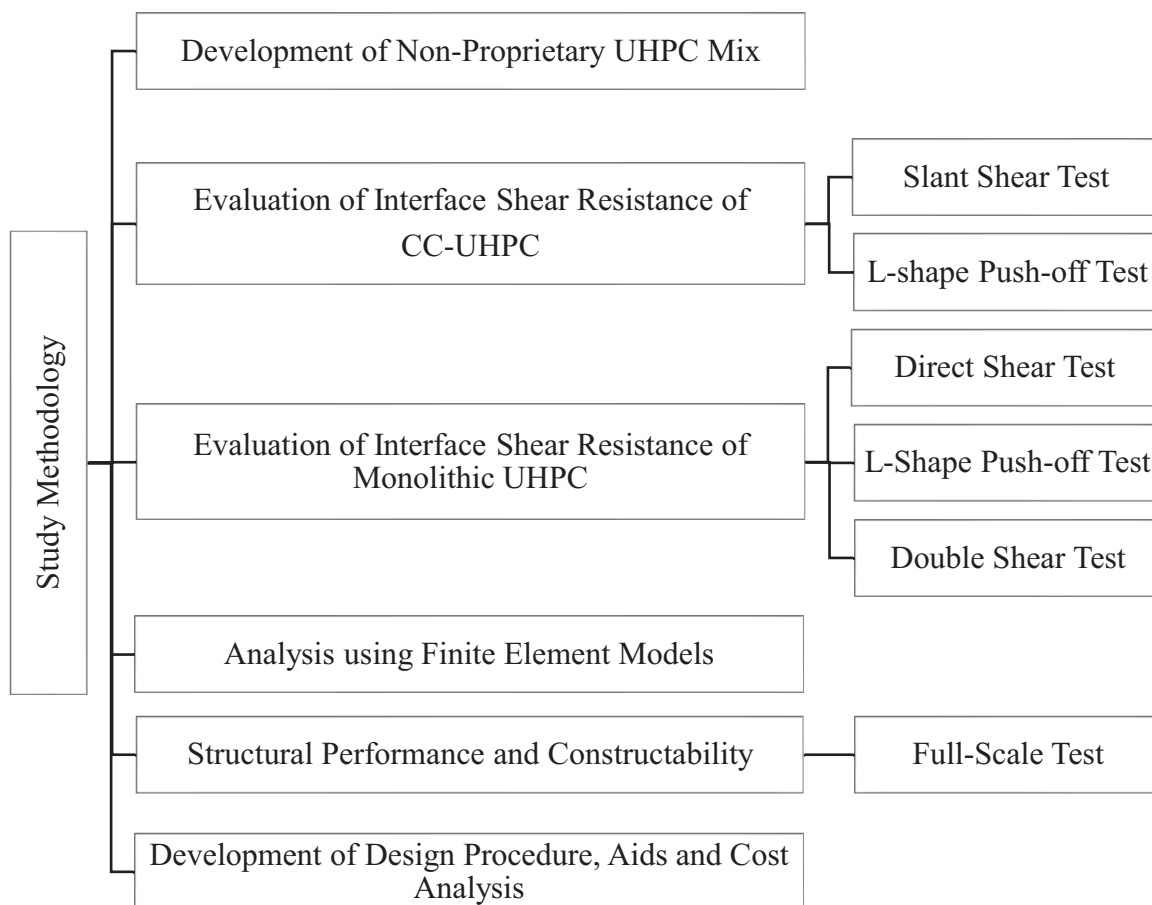 Study Methodology
Development of Non-Proprietary UHPC Mix
Evaluation of Interface Shear Resistance of
CC-UHPC
Slant Shear Test
L-shape Push-off Test
Evaluation of Interface Shear Resistance of
Monolithic UHPC
Direct Shear Test
L-Shape Push-off Test
Double Shear Test
Analysis using Finite Element Models
Structural Performance and Constructability
Full-Scale Test
Development of Design Procedure, Aids and Cost
Analysis